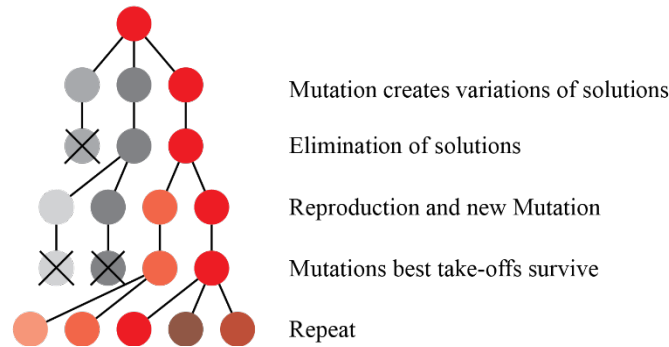 Mutation creates variations of solutions
Elimination of solutions
Reproduction and new Mutation
Mutations best take-offs survive
Repeat